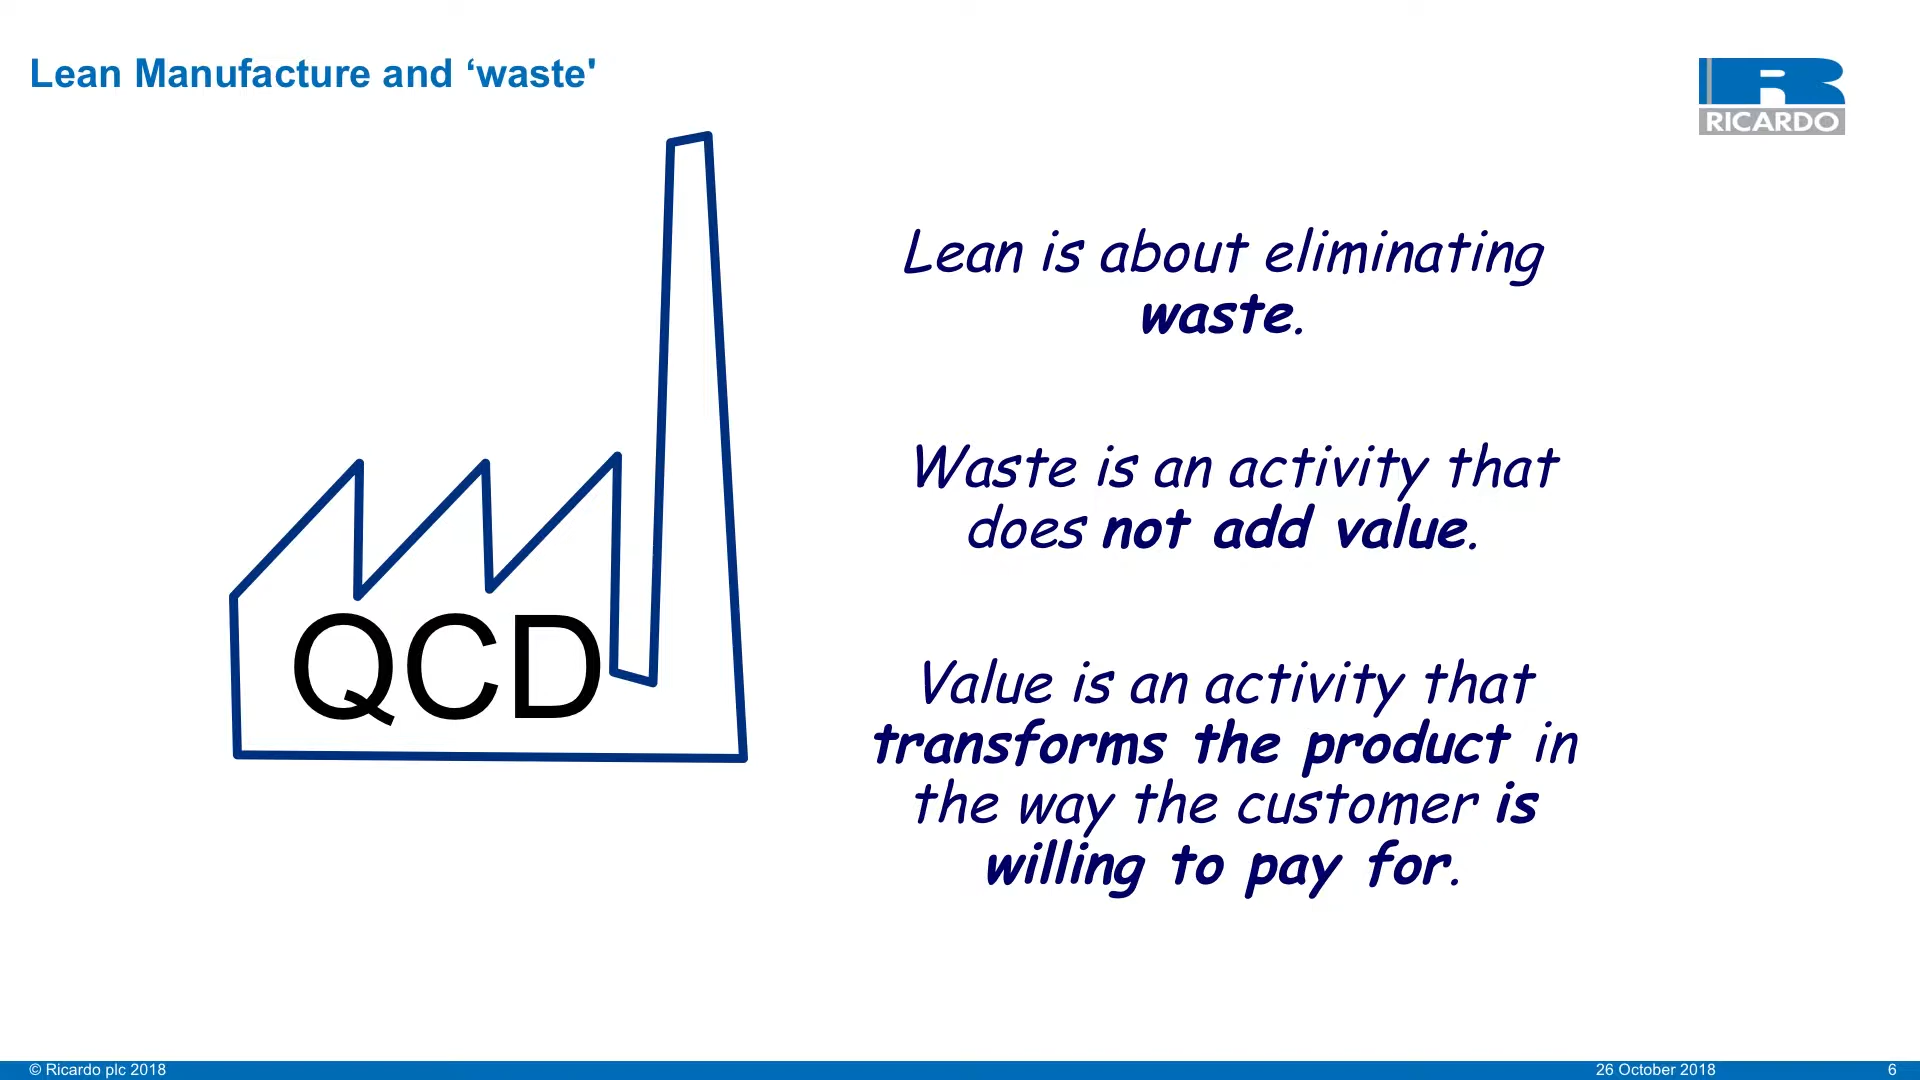 Lean Manufacture and ‘waste'
RICARDO
QCD
Lean is about eliminating
waste.
Waste is an activity that
does not add value.
Value is an activity that
transforms the product in
the way the customer is
willing to pay for.
© Ricardo plc 2018
26 October 2018
6